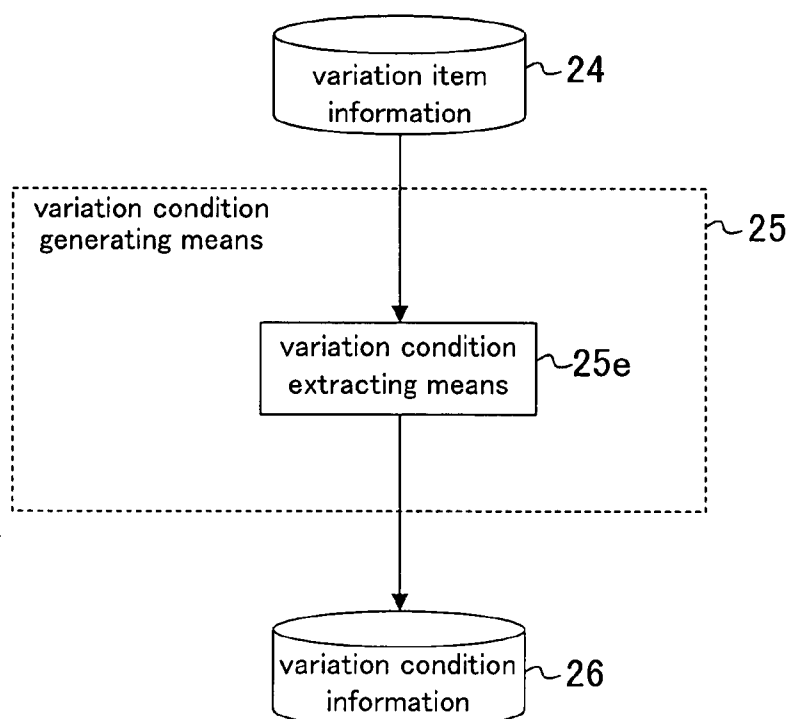 variation item
information
24
variation condition
generating means
25
variation condition
extracting means
25e
variation condition
information
26